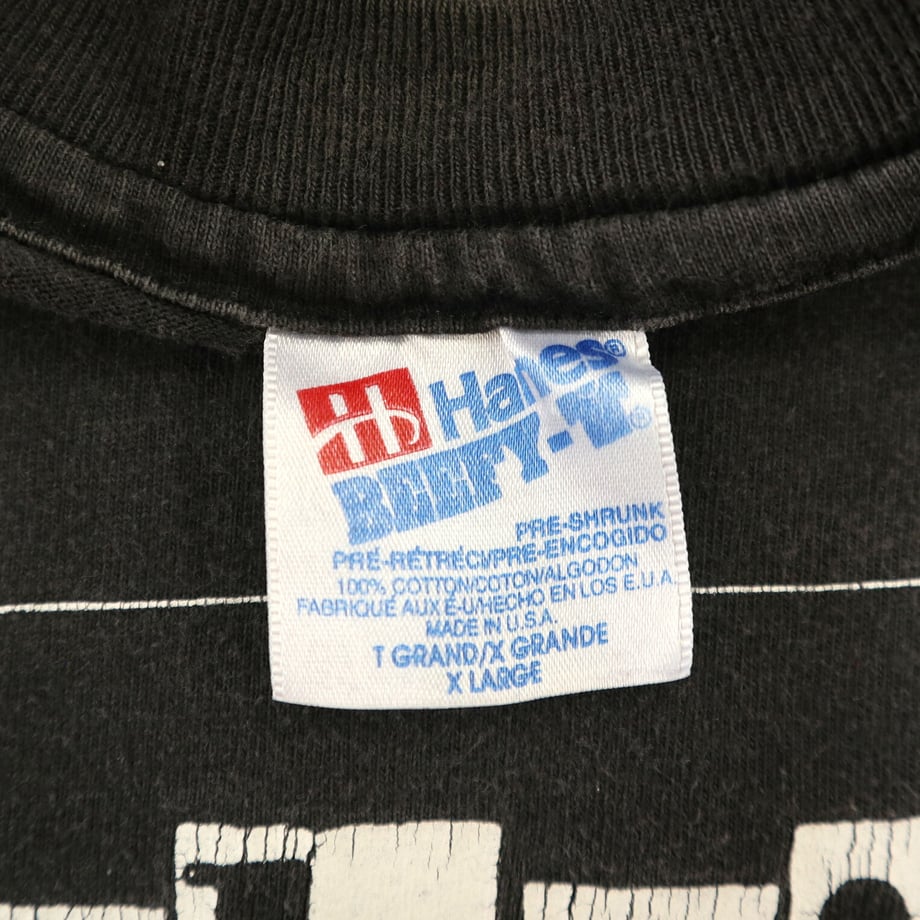 Hanes®
BEEFY-T®
PRE-SHRUNK
PRÉ-RÉTRÉCI/PRE-ENCOGIDO
100% COTTON/COTON/ALGODON
FABRIQUÉ AUX É-U/HECHO EN LOS E.U.A.
MADE IN U.S.A.
T GRAND/X GRANDE
X LARGE